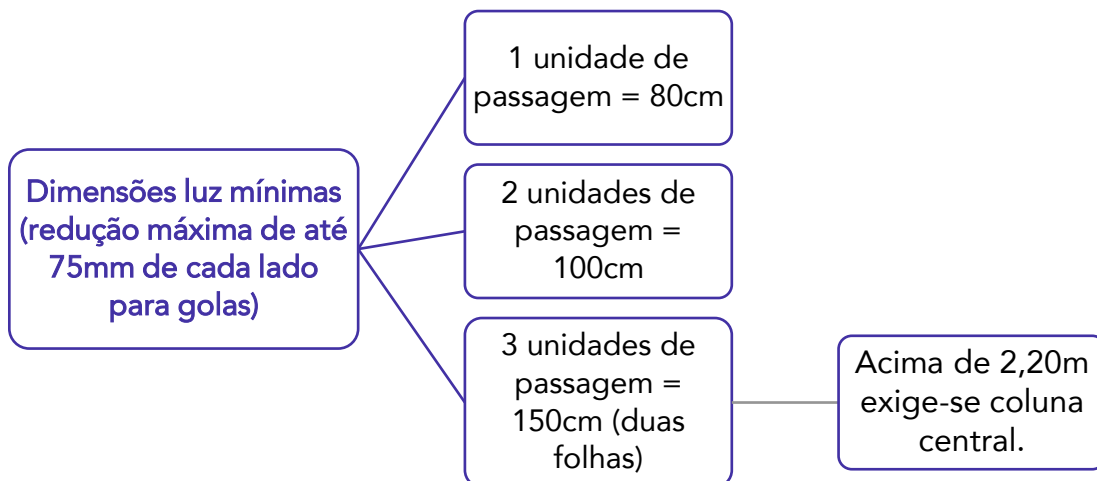 Dimensões luz mínimas
(redução máxima de até
75mm de cada lado
para golas)
1 unidade de
passagem = 80cm
2 unidades de
passagem =
100cm
3 unidades de
passagem =
150cm (duas
folhas)
Acima de 2,20m
exige-se coluna
central.